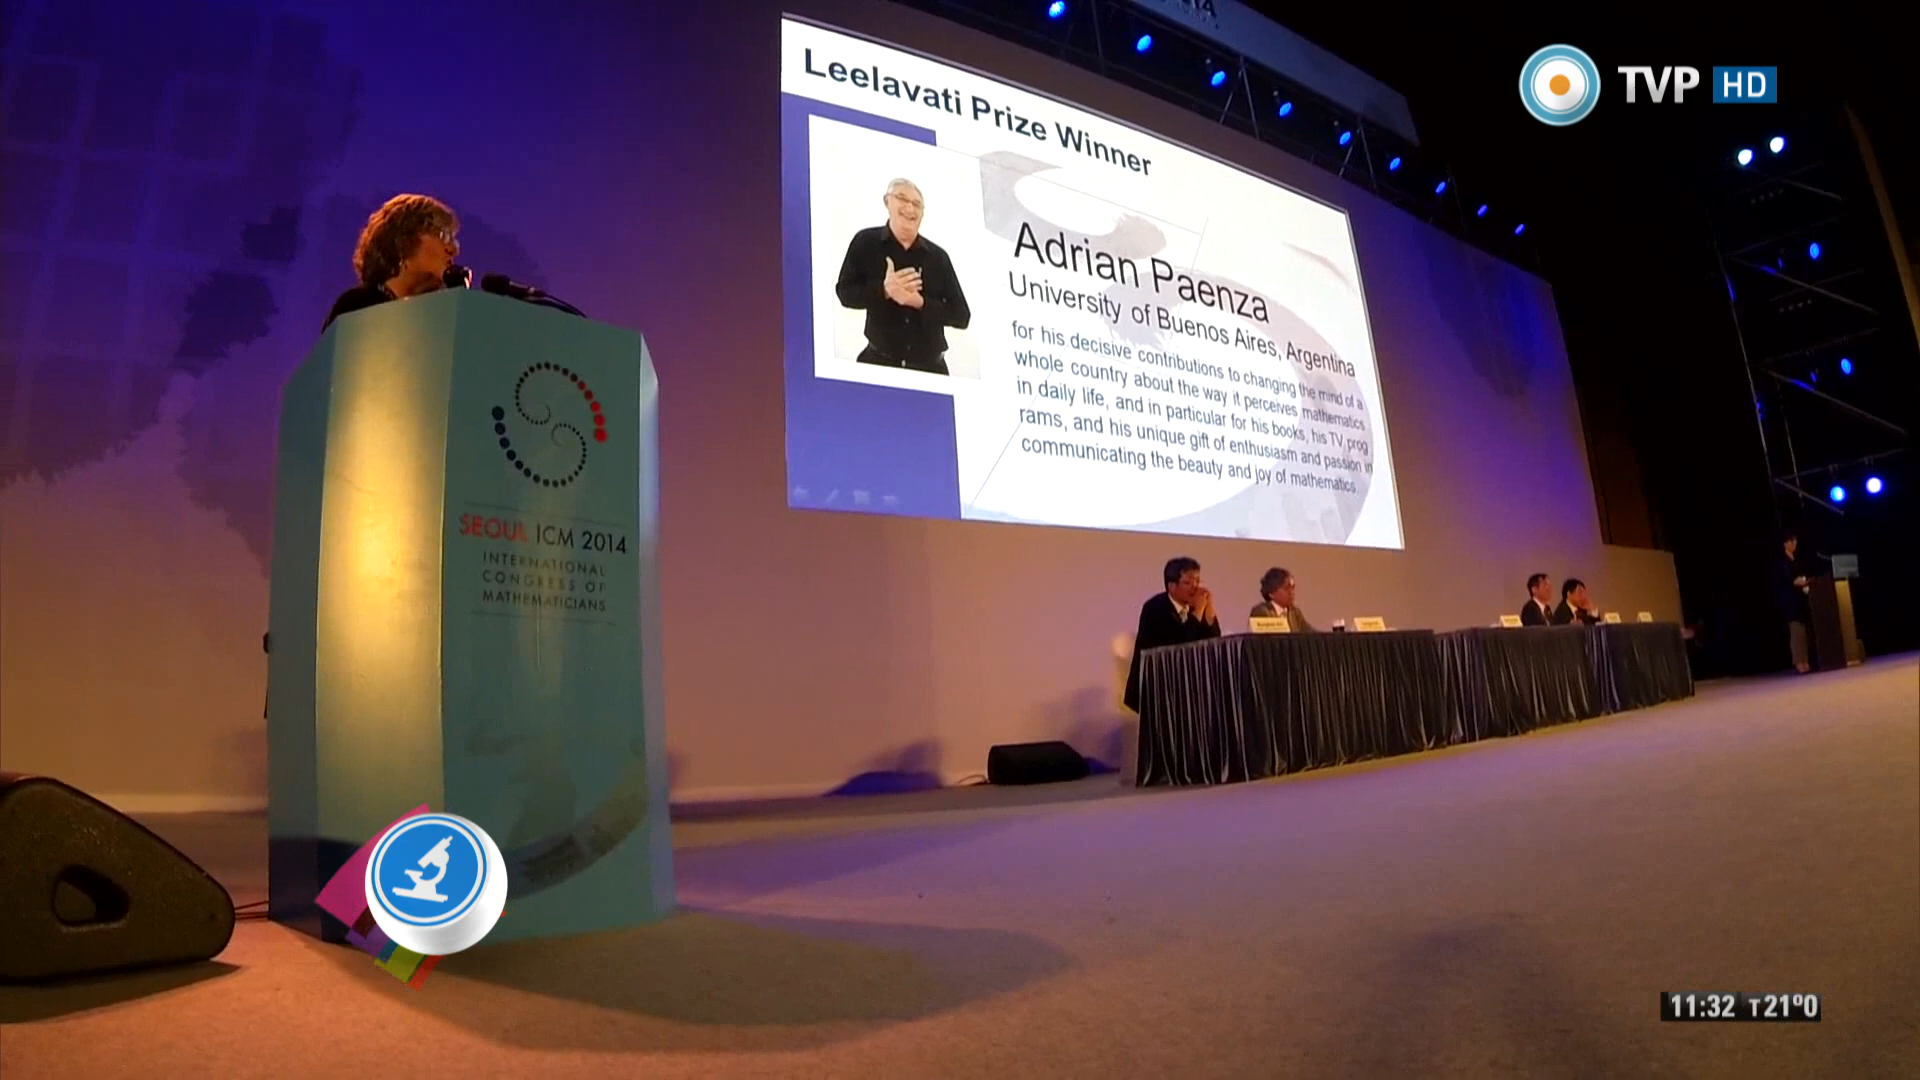 Leelavati Prize Winner
Adrian Paenza
University of Buenos Aires, Argentina
for his decisive contributions to changing the mind of a
whole country about the way it perceives mathematics
in daily life, and in particular for his books, his TV prog
rams, and his unique gift of enthusiasm and passion in
communicating the beauty and joy of mathematics.
TVP HD
SEOUL ICM 2014
INTERNATIONAL
CONGRESS OF
MATHEMATICIANS
11:32 T21º0